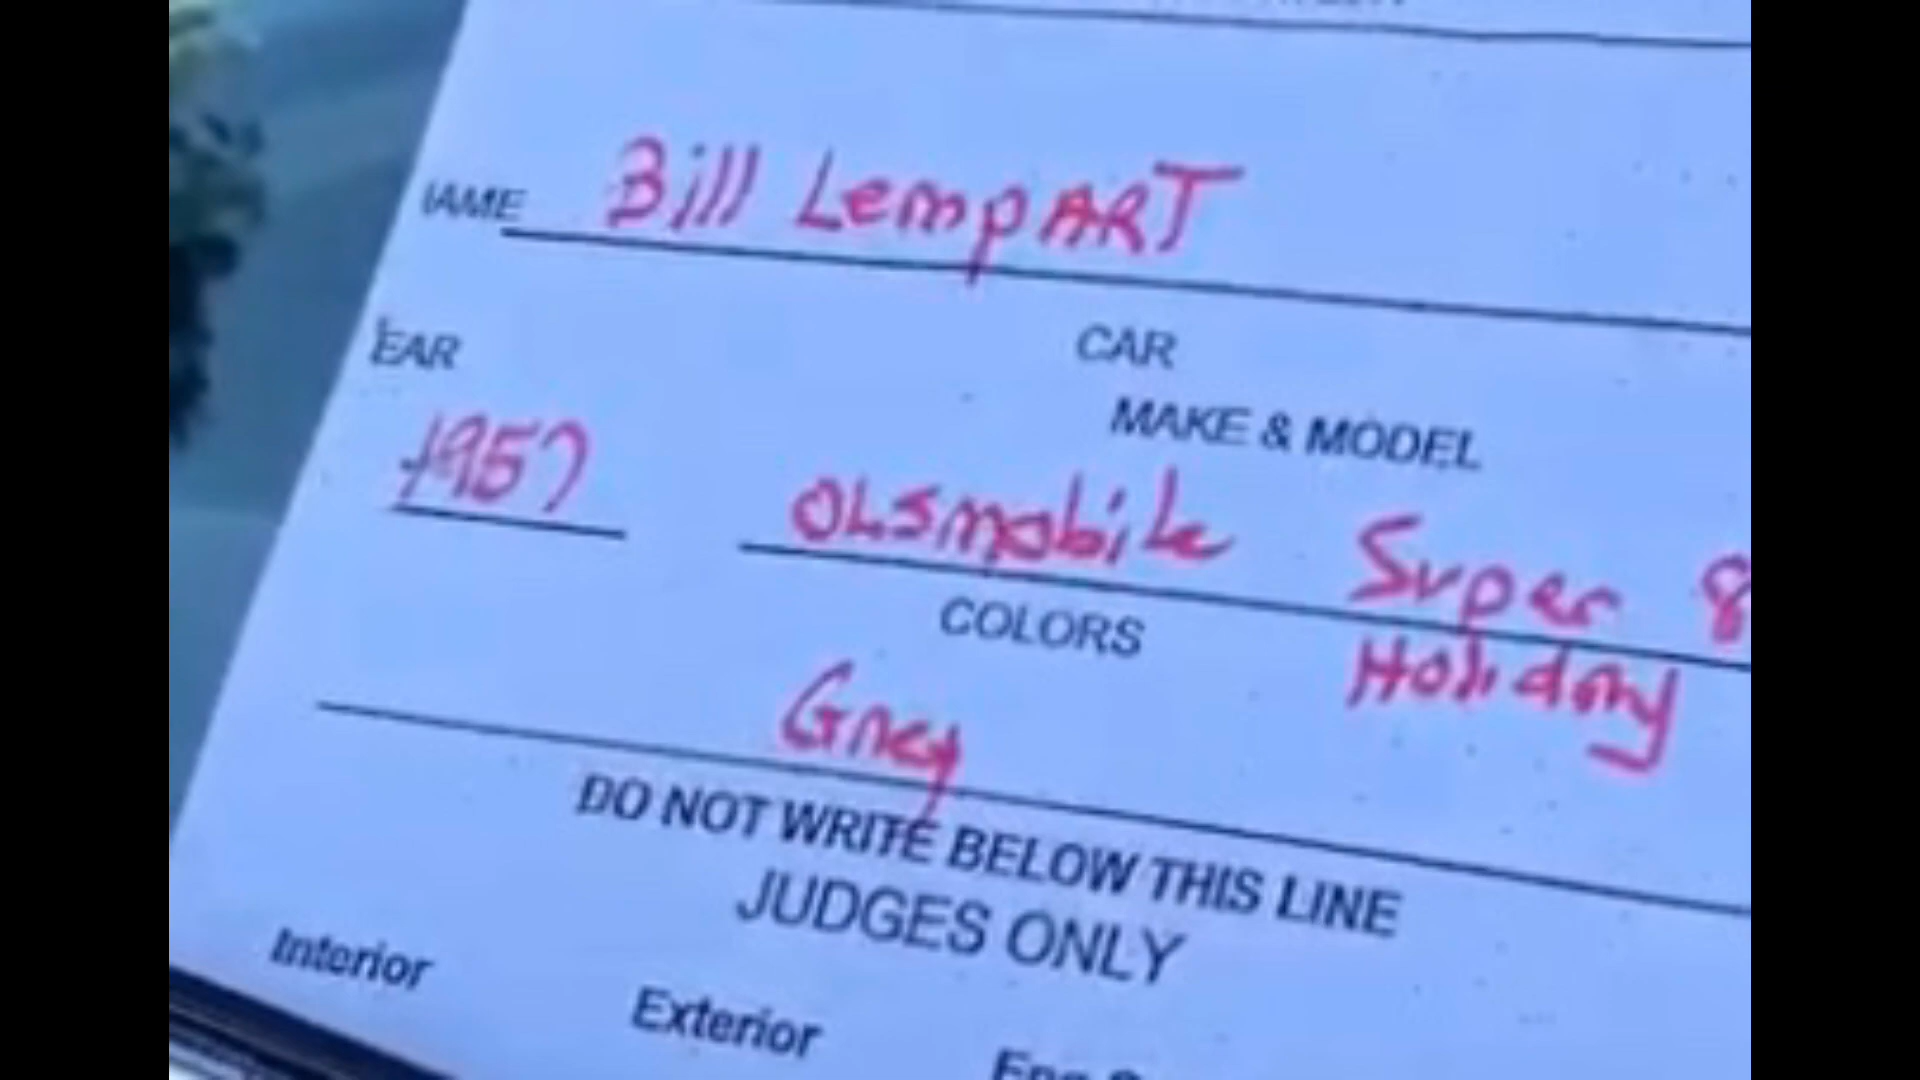 IAME Bill LempART
EAR CAR
MAKE & MODEL
1957 OLSmobile Super 8
Holiday
COLORS
Grey
DO NOT WRITE BELOW THIS LINE
JUDGES ONLY
Interior
Exterior